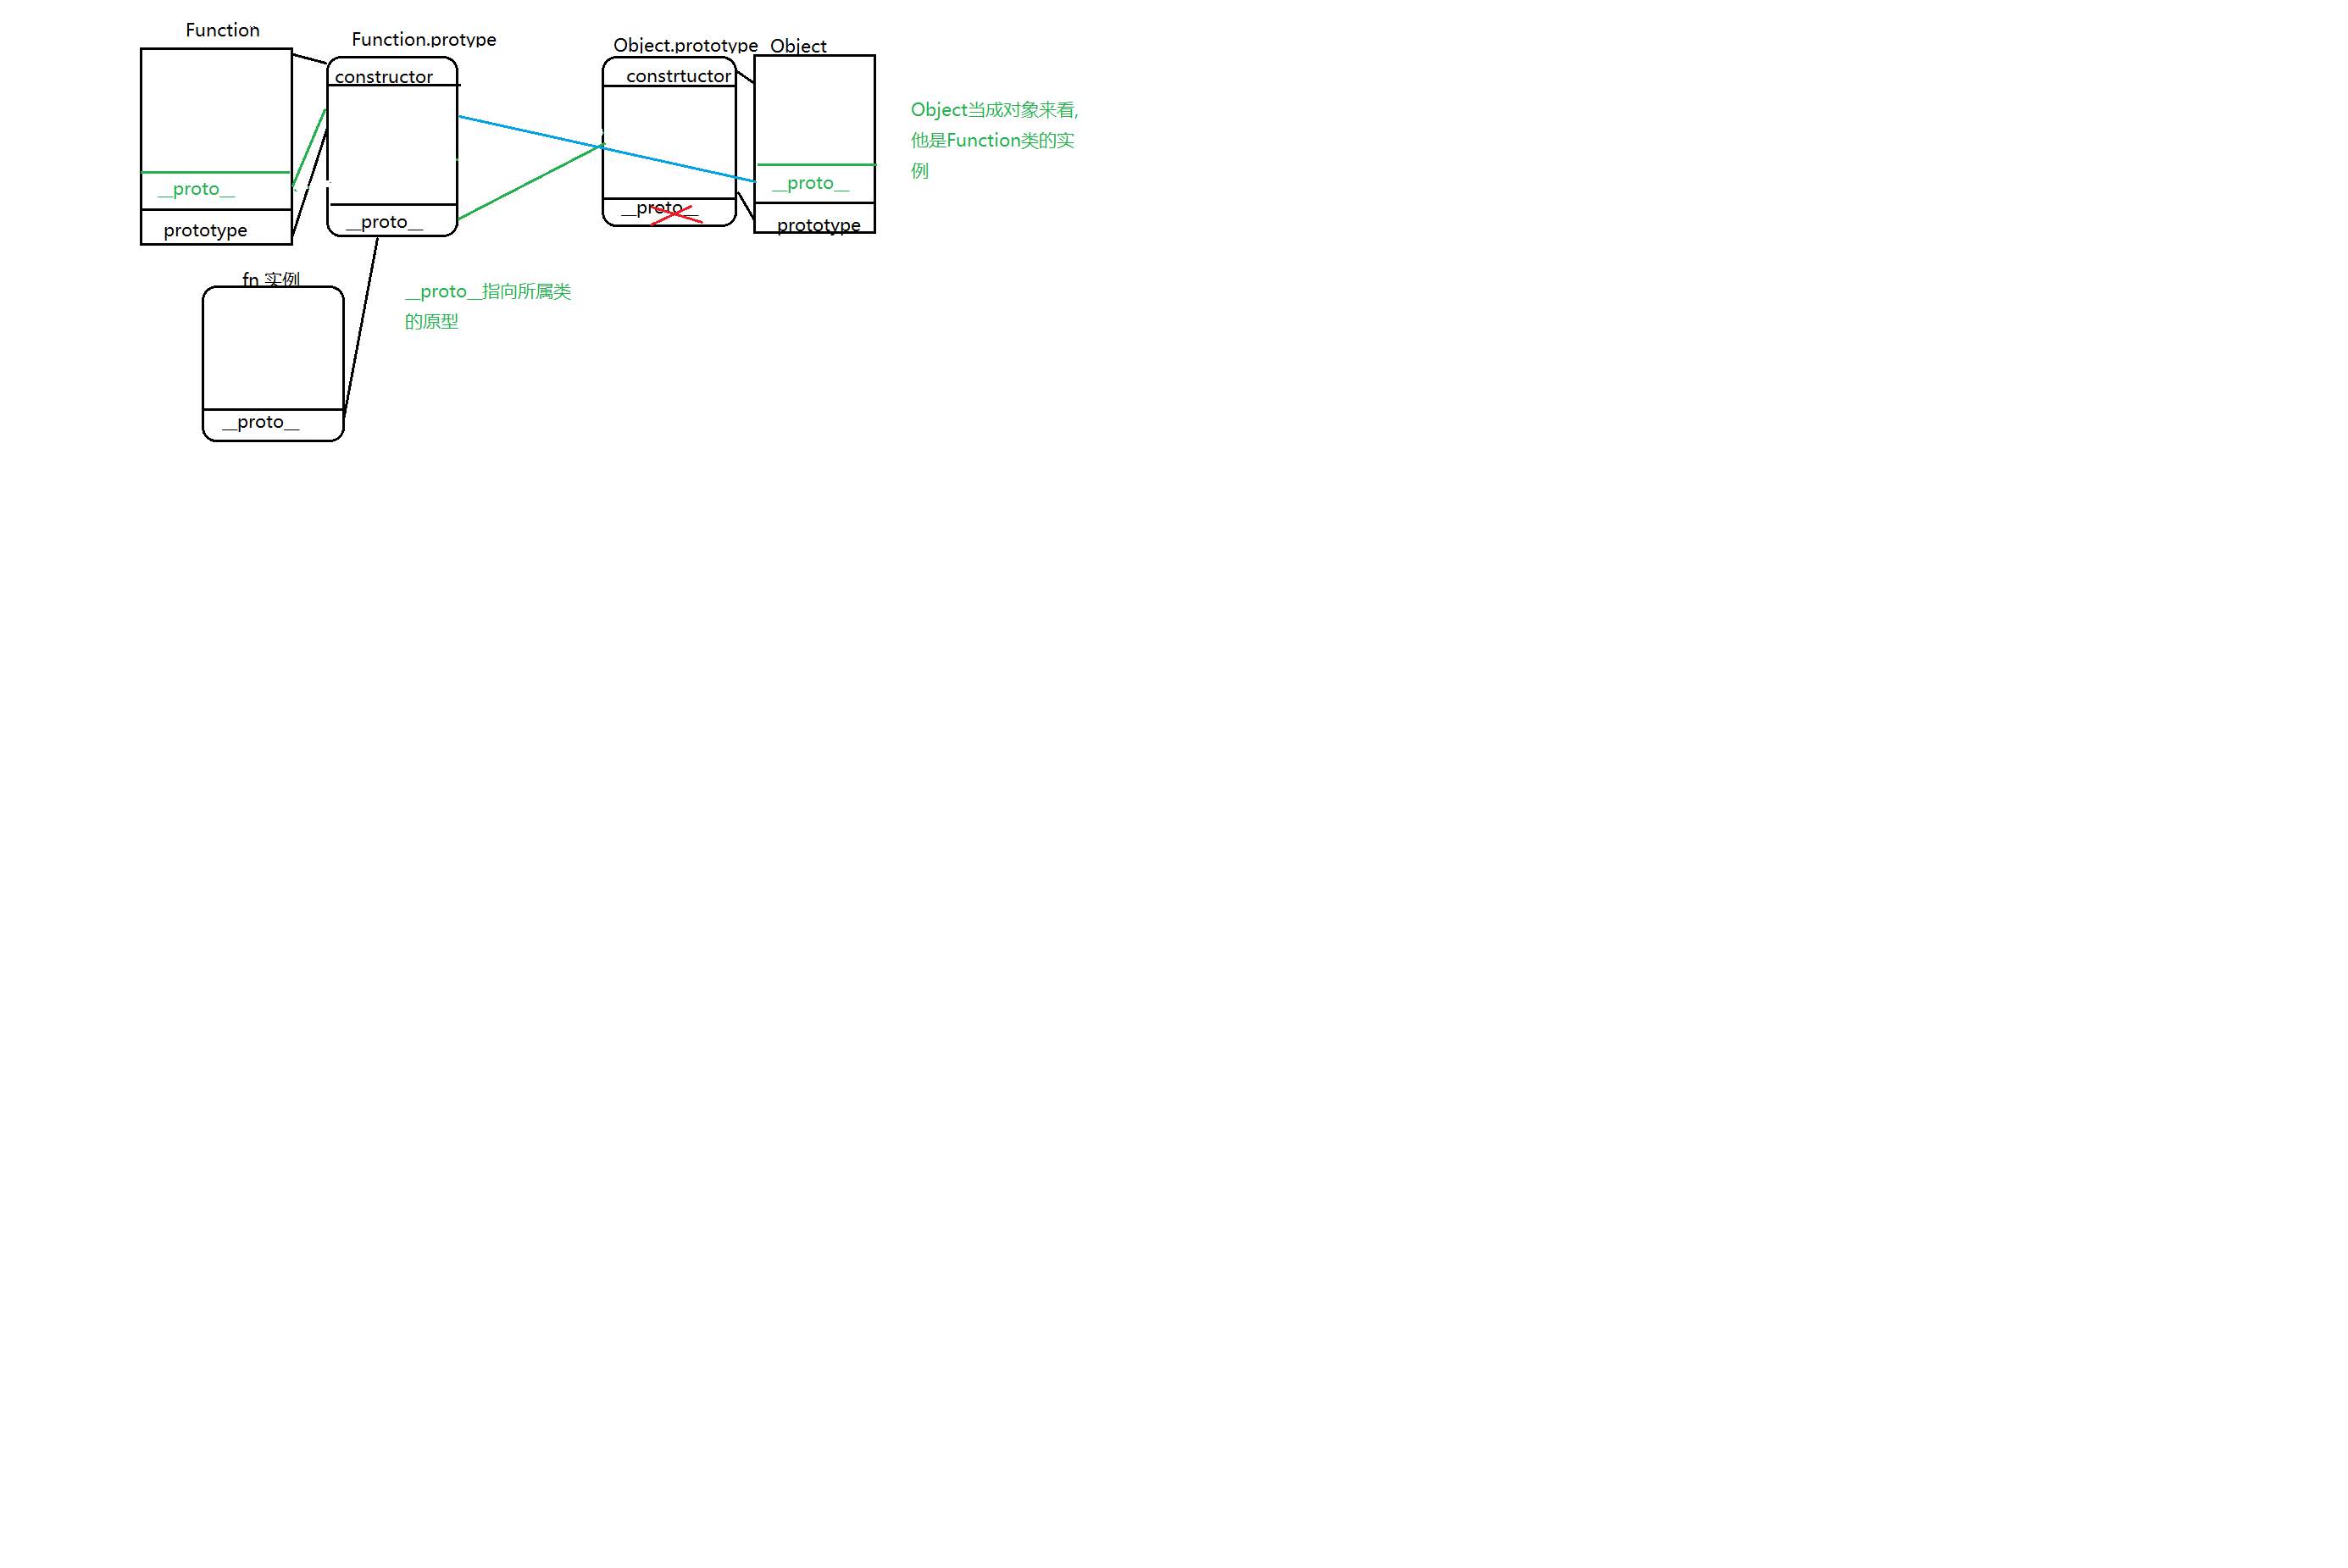 Function
Function.protype
Object.prototype
Object
constructor
constrtuctor
Object当成对象来看,
他是Function类的实
例
__proto__
__proto__
__proto__
__proto__
prototype
prototype
fn 实例
__proto__指向所属类
的原型
__proto__